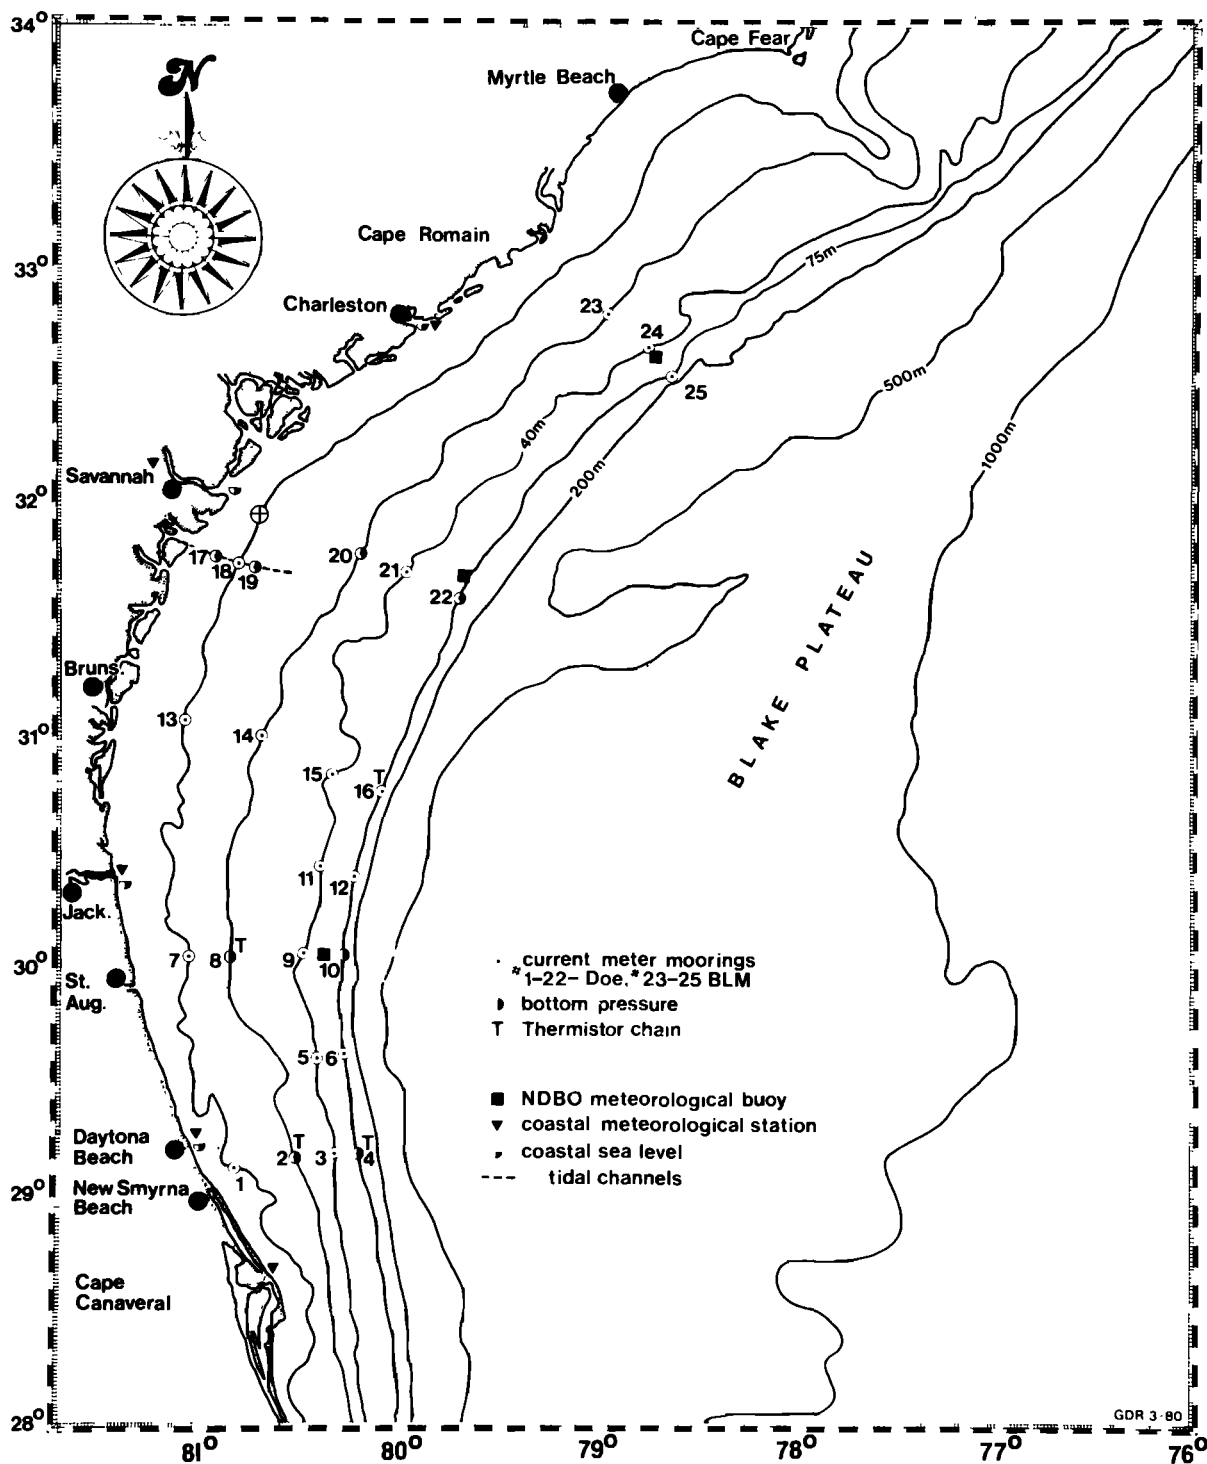 34°
N
Cape Fear
Myrtle Beach
Cape Romain
33°
Charleston
23
24
75m
25
500m
40m
200m
1000m
Savannah
32°
17
18
19
20
21
22
Bruns.
BLAKE PLATEAU
31°
13
14
15
T
16
11
12
Jack.
T
30°
7
8
9
10
St.
Aug.
. current meter moorings
#1-22- Doe, #23-25 BLM
bottom pressure
T Thermistor chain
5
6
NDBO meteorological buoy
coastal meteorological station
coastal sea level
--- tidal channels
Daytona
Beach
T
2
3
T
4
1
29°
New Smyrna
Beach
Cape
Canaveral
28°
GDR 3-80
81°
80°
79°
78°
77°
76°